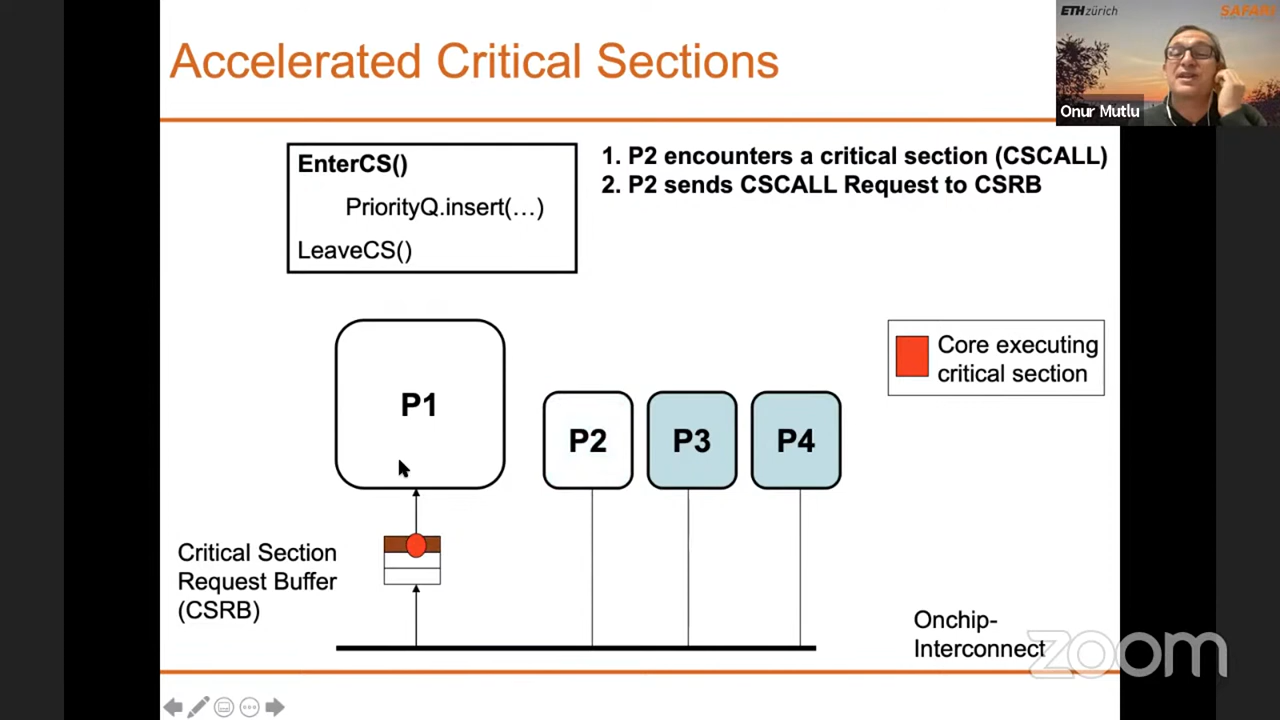 Accelerated Critical Sections
ETH zürich
SAFARI
Onur Mutlu
EnterCS()
PriorityQ.insert(…)
LeaveCS()
1. P2 encounters a critical section (CSCALL)
2. P2 sends CSCALL Request to CSRB
Core executing
critical section
P1
P2
P3
P4
Critical Section
Request Buffer
(CSRB)
Onchip-
Interconnect
zoom